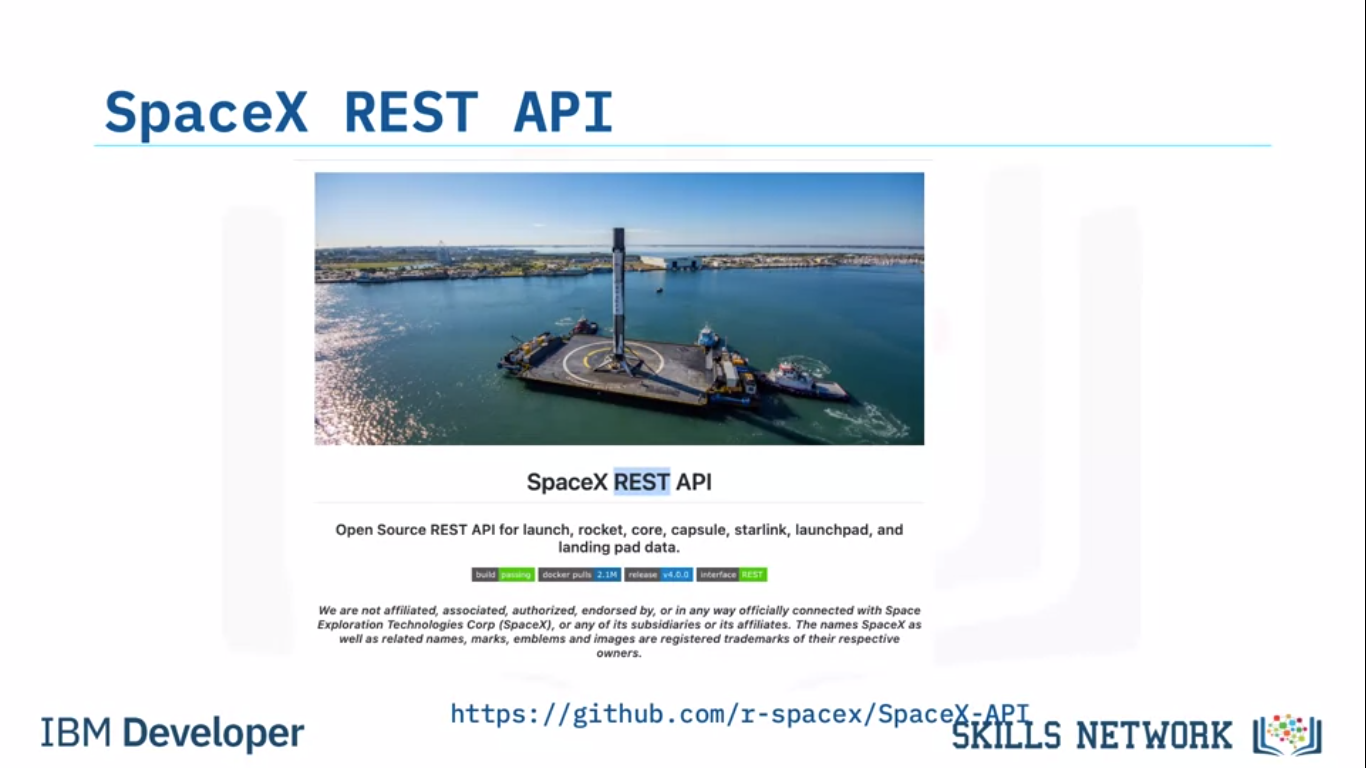 SpaceX REST API
SpaceX REST API
Open Source REST API for launch, rocket, core, capsule, starlink, launchpad, and
landing pad data.
build passing docker pulls 2.1M release v4.0.0 interface REST
We are not affiliated, associated, authorized, endorsed by, or in any way officially connected with Space
Exploration Technologies Corp (SpaceX), or any of its subsidiaries or its affiliates. The names SpaceX as
well as related names, marks, emblems and images are registered trademarks of their respective
owners.
https://github.com/r-spacex/SpaceX-API
IBM Developer
SKILLS NETWORK